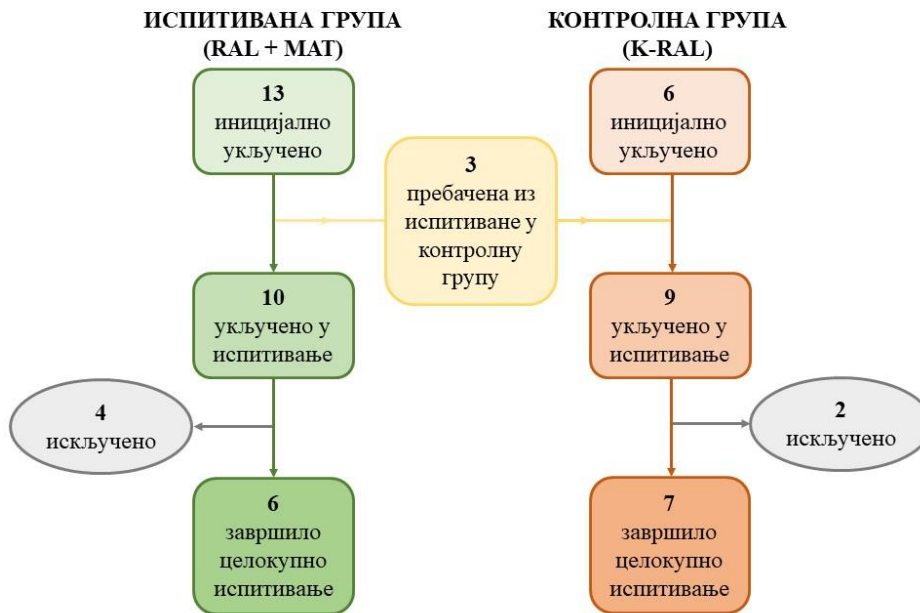 ИСПИТИВАНА ГРУПА
(RAL + MAT)
КОНТРОЛНА ГРУПА
(K-RAL)
13
иницијално
укључено
6
иницијално
укључено
3
пребачена из
испитиване у
контролну
групу
10
укључено у
испитивање
9
укључено у
испитивање
4
искључено
2
искључено
6
завршило
целокупно
испитивање
7
завршило
целокупно
испитивање